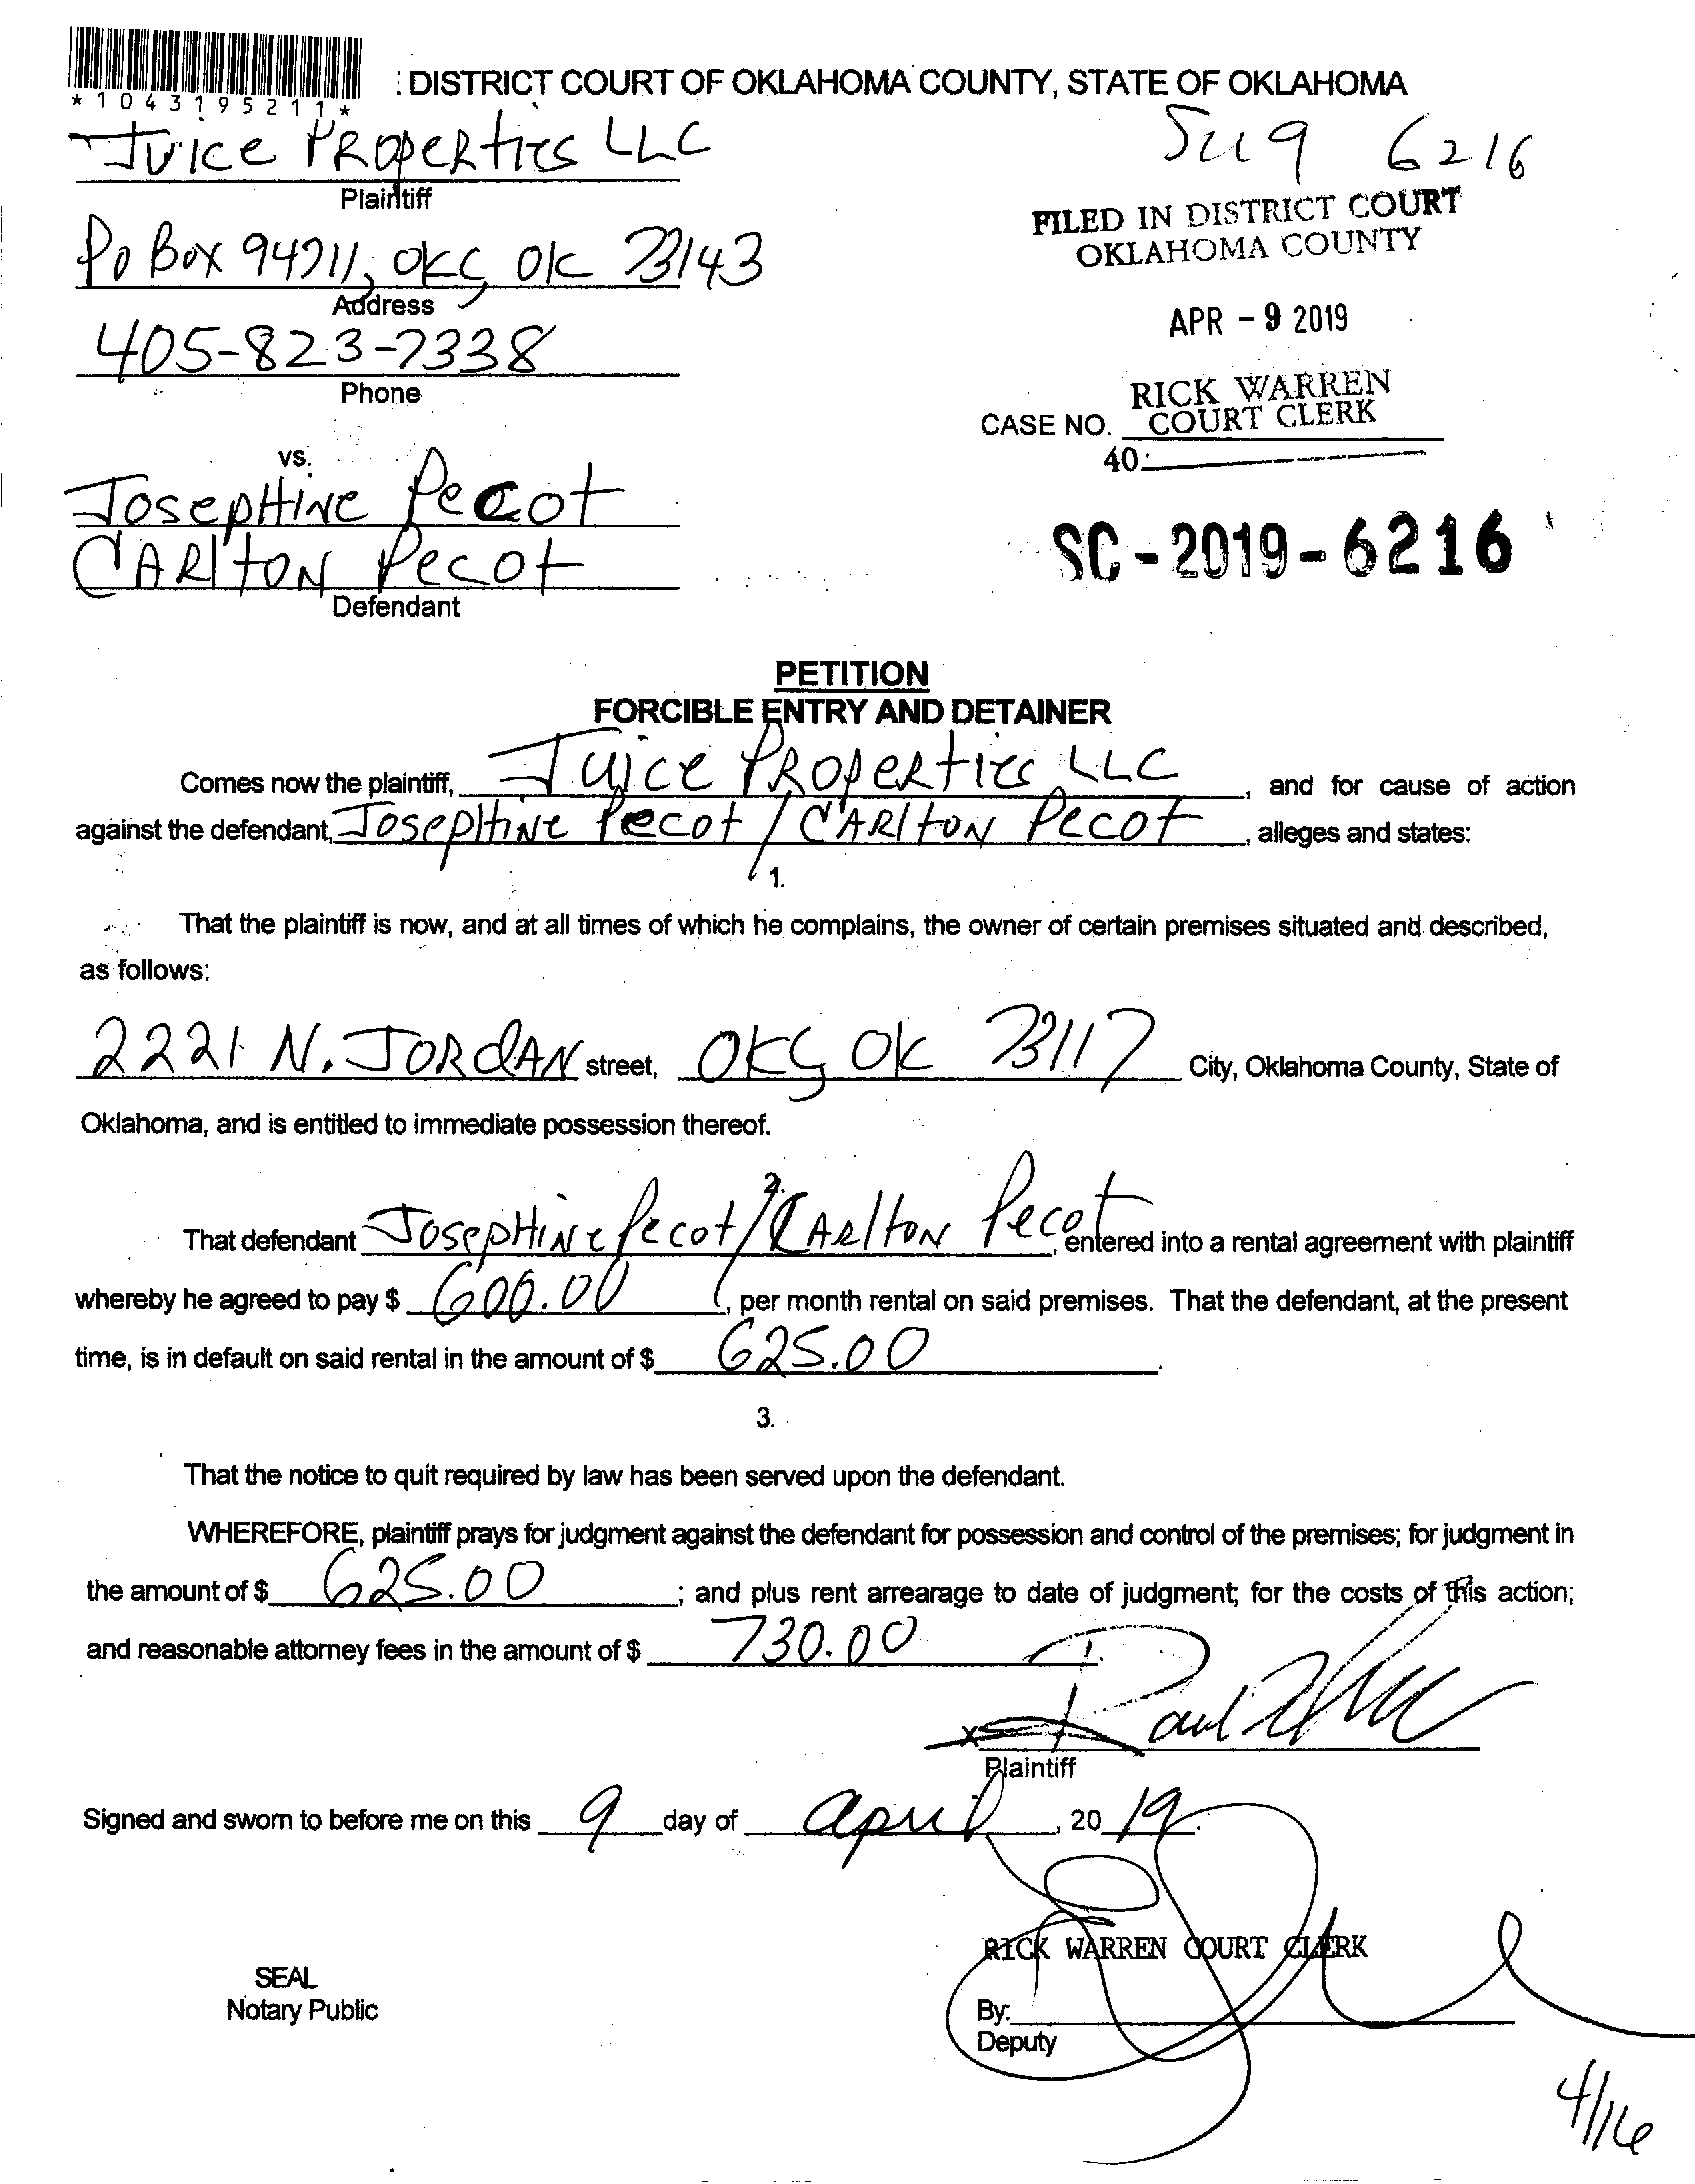 *1043195211*
: DISTRICT COURT OF OKLAHOMA COUNTY, STATE OF OKLAHOMA
Juice Properties LLC
Plaintiff
6216
FILED IN DISTRICT COURT
OKLAHOMA COUNTY
PO Box 94711, OKC, OK 73143
Address
APR - 9 2019
405-823-7338
Phone
RICK WARREN
CASE NO. COURT CLERK
40
vs.
Josephine Pecot
Carlton Pecot
Defendant
SC-2019-6216
PETITION
FORCIBLE ENTRY AND DETAINER
Comes now the plaintiff, Juice Properties LLC, and for cause of action
against the defendant, Josephine Pecot / Carlton Pecot, alleges and states:
1.
That the plaintiff is now, and at all times of which he complains, the owner of certain premises situated and described,
as follows:
2221 N. Jordan street, OKC, OK 73117 City, Oklahoma County, State of
Oklahoma, and is entitled to immediate possession thereof.
2.
That defendant Josephine Pecot / Carlton Pecot, entered into a rental agreement with plaintiff
whereby he agreed to pay $ 600.00, per month rental on said premises. That the defendant, at the present
time, is in default on said rental in the amount of $ 625.00.
3.
That the notice to quit required by law has been served upon the defendant.
WHEREFORE, plaintiff prays for judgment against the defendant for possession and control of the premises; for judgment in
the amount of $ 625.00; and plus rent arrearage to date of judgment; for the costs of this action;
and reasonable attorney fees in the amount of $ 730.00.
X
Plaintiff
Signed and sworn to before me on this 9 day of april, 20 19.
RICK WARREN COURT CLERK
SEAL
Notary Public
By:
Deputy
4/16